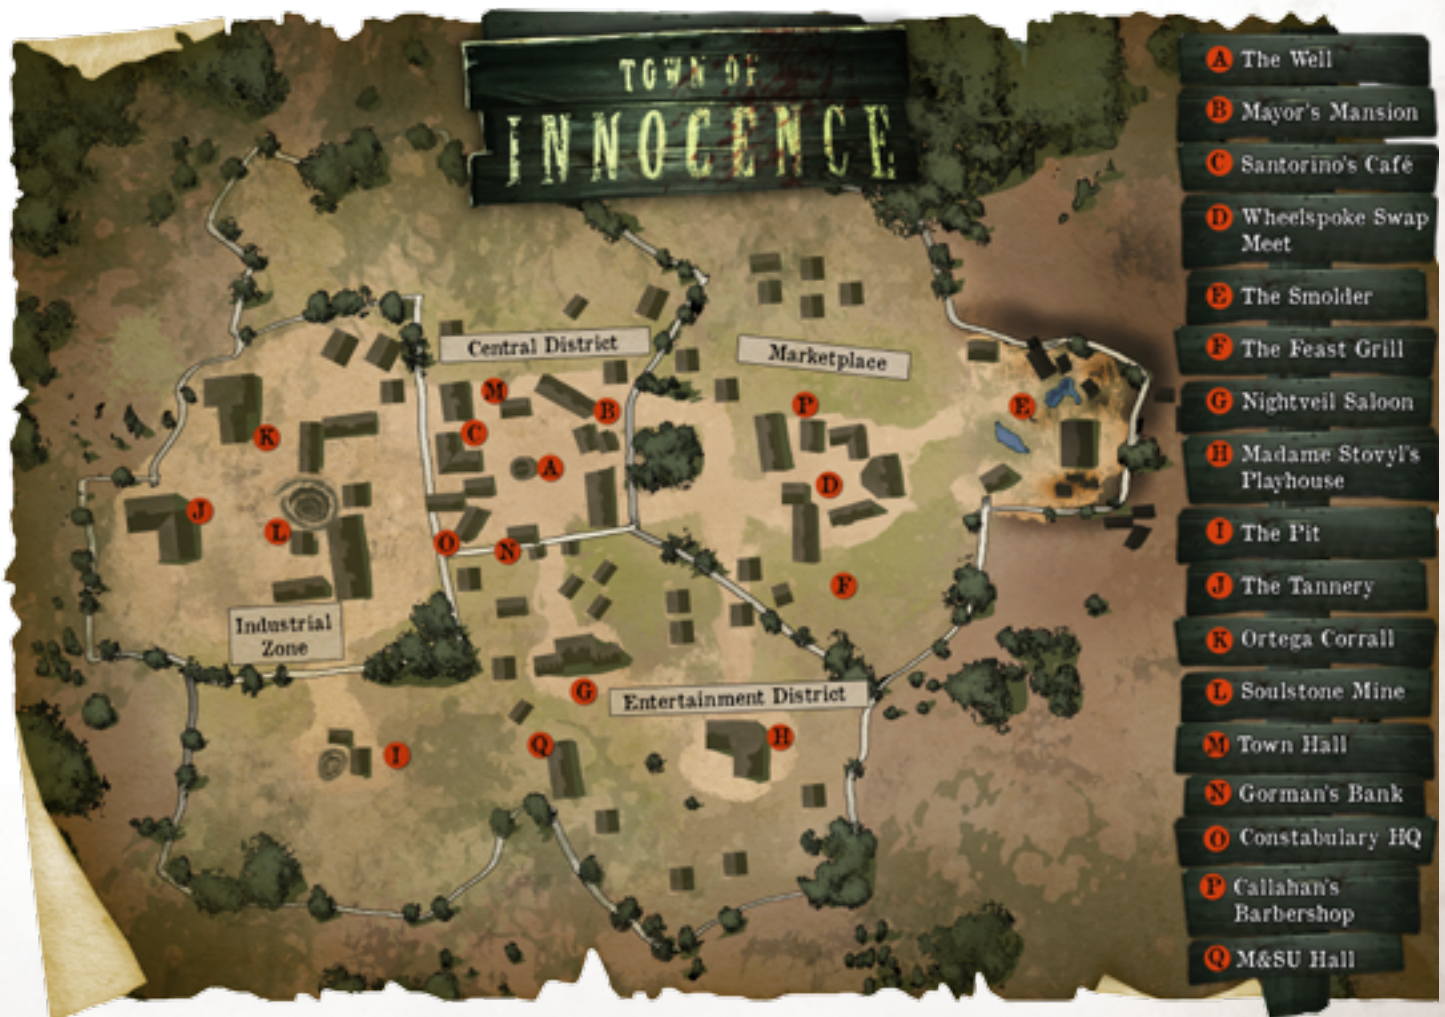 TOWN OF
INNOCENCE
Central District
Marketplace
Industrial
Zone
Entertainment District
M
B
C
A
P
E
D
K
J
L
O
N
F
G
Q
H
I
A The Well
B Mayor's Mansion
C Santorino's Café
D Wheelspoke Swap
Meet
E The Smolder
F The Feast Grill
G Nightveil Saloon
H Madame Stovyl's
Playhouse
I The Pit
J The Tannery
K Ortega Corrall
L Soulstone Mine
M Town Hall
N Gorman's Bank
O Constabulary HQ
P Callahan's
Barbershop
Q M&SU Hall